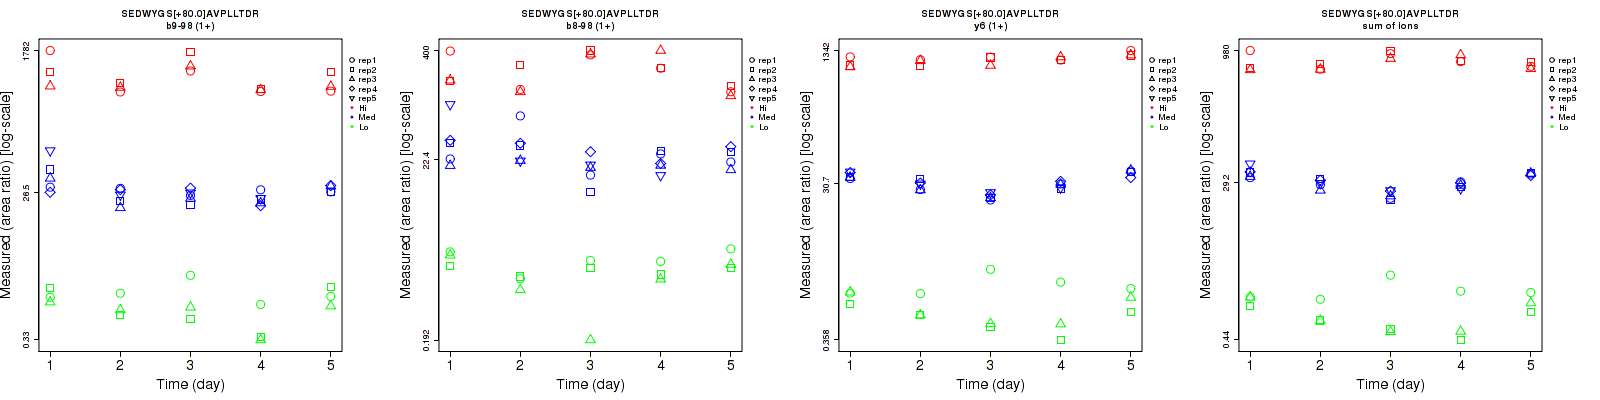 SEDWYGS[+80.0]AVPLLTDR
b9-98 (1+)
Measured (area ratio) [log-scale]
1782
26.5
0.33
1 2 3 4 5
Time (day)
rep1
rep2
rep3
rep4
rep5
Hi
Med
Lo
SEDWYGS[+80.0]AVPLLTDR
b8-98 (1+)
Measured (area ratio) [log-scale]
400
22.4
0.192
1 2 3 4 5
Time (day)
rep1
rep2
rep3
rep4
rep5
Hi
Med
Lo
SEDWYGS[+80.0]AVPLLTDR
y6 (1+)
Measured (area ratio) [log-scale]
1342
30.7
0.358
1 2 3 4 5
Time (day)
rep1
rep2
rep3
rep4
rep5
Hi
Med
Lo
SEDWYGS[+80.0]AVPLLTDR
sum of ions
Measured (area ratio) [log-scale]
980
29.2
0.44
1 2 3 4 5
Time (day)
rep1
rep2
rep3
rep4
rep5
Hi
Med
Lo